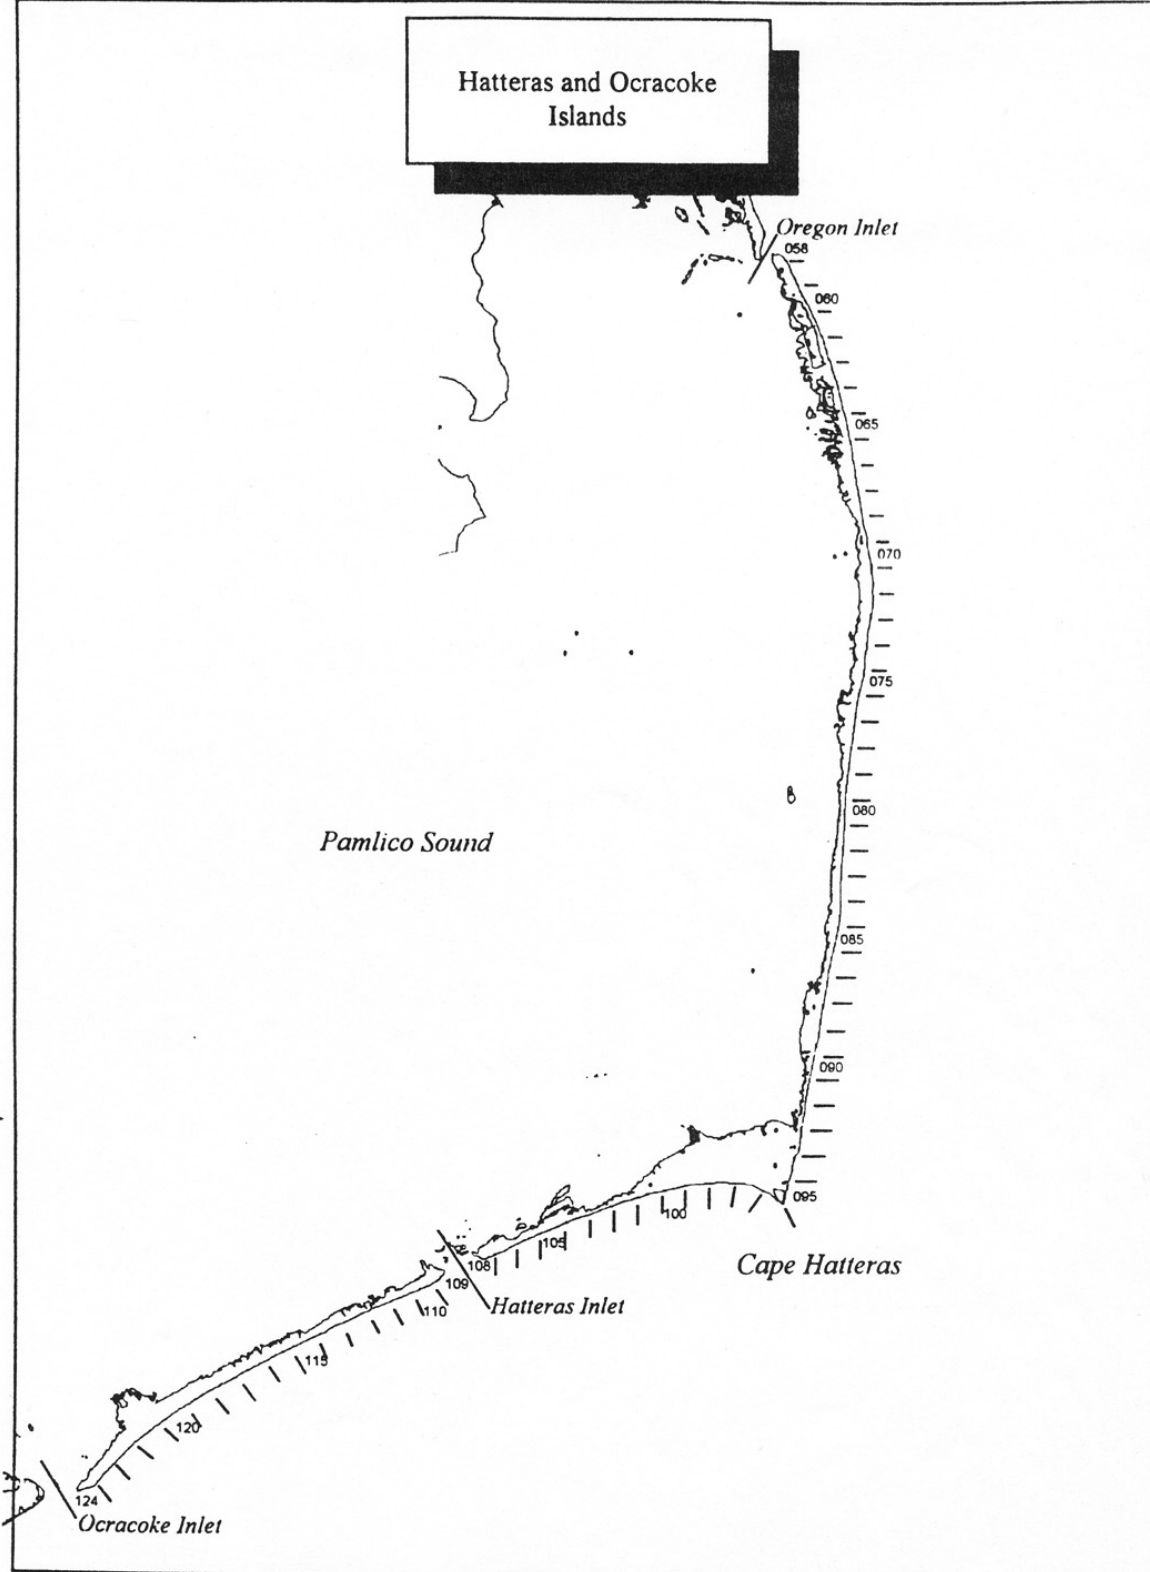 Hatteras and Ocracoke
Islands
Oregon Inlet
058
060
065
070
075
080
Pamlico Sound
085
090
095
100
105
Cape Hatteras
108
109
Hatteras Inlet
110
115
120
124
Ocracoke Inlet